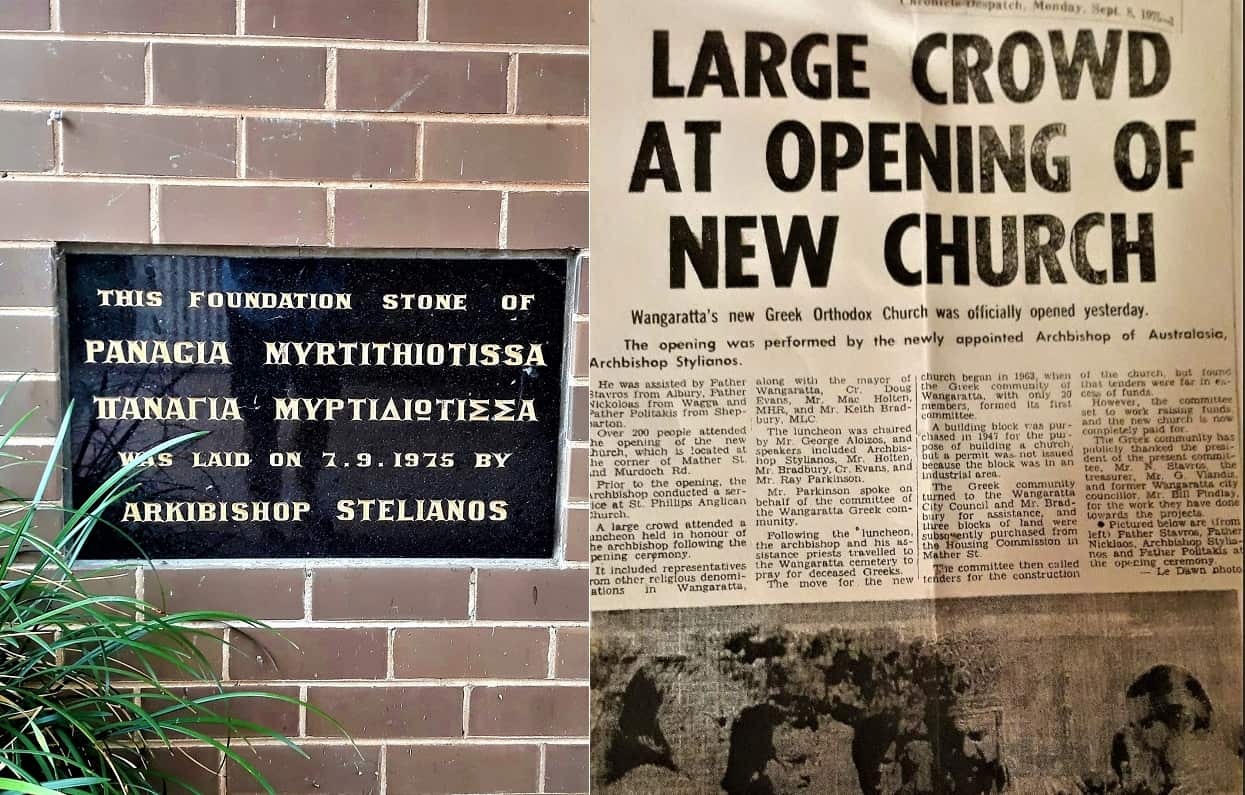 THIS FOUNDATION STONE OF
PANAGIA MYRTITHIOTISSA
ΠΑΝΑΓΙΑ ΜΥΡΤΙΔΙΩΤΙΣΣΑ
WAS LAID ON 7.9.1975 BY
ARKIBISHOP STELIANOS
Chronicle Despatch, Monday, Sept. 8, 1975
LARGE CROWD
AT OPENING OF
NEW CHURCH
Wangaratta's new Greek Orthodox Church was officially opened yesterday.
The opening was performed by the newly appointed Archbishop of Australasia,
Archbishop Stylianos.
He was assisted by Father
Stavros from Albury, Father
Nickolous from Wagga and
Father Politakis from Shep-
parton.
Over 200 people attended
the opening of the new
church, which is located at
the corner of Mather St.
Murdoch Rd.
Prior to the opening, the
archbishop conducted a ser-
ice at St. Phillips Anglican
church.
A large crowd attended a
uncheon held in honour of
he archbishop following the
pening ceremony.
It included representatives
rom other religious denomi-
ations in Wangaratta,
along with the mayor of
Wangaratta, Cr. Doug
Evans, Mr. Mac. Holten,
MHR, and Mr. Keith Brad-
bury, MLC.
The luncheon was chaired
by Mr. George Aloizos, and
speakers included Archbis-
hop Stylianos, Mr. Holten,
Mr. Bradbury, Cr. Evans, and
Mr. Ray Parkinson.
Mr. Parkinson spoke on
behalf of the committee of
the Wangaratta Greek com-
munity.
Following the luncheon,
the archbishop and his as-
sistance priests travelled to
the Wangaratta cemetery to
pray for deceased Greeks.
The move for the new
church begun in 1963, when
the Greek community of
Wangaratta, with only 20
members, formed its first
committee.
A building block was pur-
chased in 1947 for the pur-
pose of building a church,
but a permit was not issued
because the block was in an
industrial area.
The Greek community
turned to the Wangaratta
City Council and Mr. Brad-
bury for assistance, and
three blocks of land were
subsequently purchased from
the Housing Commission in
Mather St.
The committee then called
tenders for the construction
of the church, but found
that tenders were far in ex-
cess of funds.
However, the committee
set to work raising funds
and the new church is now
completely paid for.
The Greek community has
publicly thanked the presi-
dent of the present commit-
tee, Mr. N. Stavros, the
treasurer, Mr. G. Vlandis,
and former Wangaratta city
councillor, Mr. Bill Findlay,
for the work they have done
towards the projects.
● Pictured below are (from
left) Father Stavros, Father
Nicklaos, Archbishop Stylia-
nos and Father Politakis at
the opening ceremony.
— Le Dawn photo